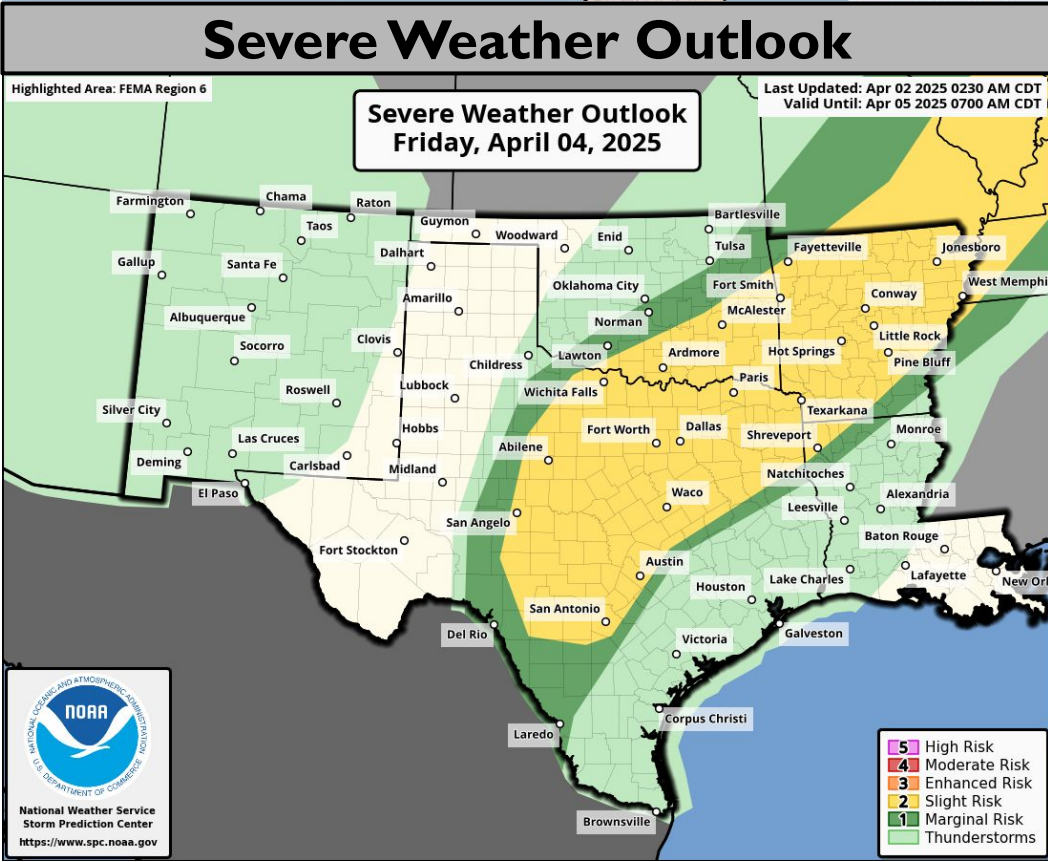 Severe Weather Outlook
Highlighted Area: FEMA Region 6
Last Updated: Apr 02 2025 0230 AM CDT
Valid Until: Apr 05 2025 0700 AM CDT
Severe Weather Outlook
Friday, April 04, 2025
Farmington
Chama
Raton
Taos
Guymon
Woodward
Enid
Bartlesville
Tulsa
Fayetteville
Jonesboro
Gallup
Santa Fe
Dalhart
Oklahoma City
Fort Smith
Conway
West Memphi
Albuquerque
Amarillo
Norman
McAlester
Little Rock
Socorro
Clovis
Childress
Lawton
Ardmore
Hot Springs
Pine Bluff
Roswell
Lubbock
Wichita Falls
Paris
Texarkana
Silver City
Las Cruces
Hobbs
Abilene
Fort Worth
Dallas
Shreveport
Monroe
Deming
Carlsbad
Midland
Natchitoches
El Paso
San Angelo
Waco
Leesville
Alexandria
Fort Stockton
Austin
Baton Rouge
Houston
Lake Charles
Lafayette
New Orl
Del Rio
San Antonio
Victoria
Galveston
Laredo
Corpus Christi
Brownsville
NATIONAL OCEANIC AND ATMOSPHERIC ADMINISTRATION
NOAA
U.S. DEPARTMENT OF COMMERCE
National Weather Service
Storm Prediction Center
https://www.spc.noaa.gov
5 High Risk
4 Moderate Risk
3 Enhanced Risk
2 Slight Risk
1 Marginal Risk
Thunderstorms